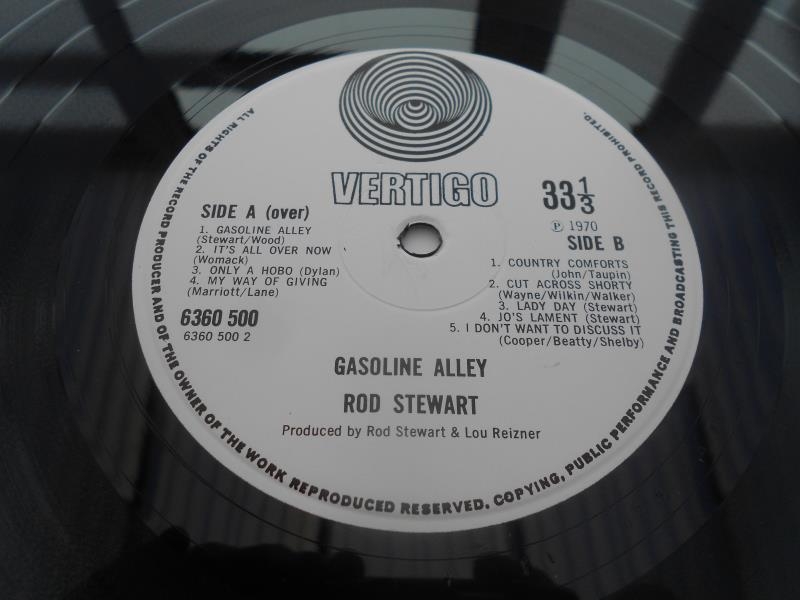 ALL RIGHTS OF THE RECORD PRODUCER AND OF THE OWNER OF THE WORK REPRODUCED RESERVED. COPYING, PUBLIC PERFORMANCE AND BROADCASTING THIS RECORD PROHIBITED.
VERTIGO
33 1/3
℗ 1970
SIDE A (over)
1. GASOLINE ALLEY
(Stewart/Wood)
2. IT'S ALL OVER NOW
(Womack)
3. ONLY A HOBO (Dylan)
4. MY WAY OF GIVING
(Marriott/Lane)
6360 500
6360 500 2
SIDE B
1. COUNTRY COMFORTS
(John/Taupin)
2. CUT ACROSS SHORTY
(Wayne/Wilkin/Walker)
3. LADY DAY (Stewart)
4. JO'S LAMENT (Stewart)
5. I DON'T WANT TO DISCUSS IT
(Cooper/Beatty/Shelby)
GASOLINE ALLEY
ROD STEWART
Produced by Rod Stewart & Lou Reizner